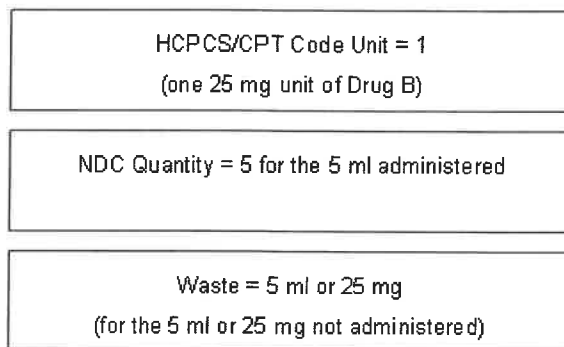 HCPCS/CPT Code Unit = 1
(one 25 mg unit of Drug B)
NDC Quantity = 5 for the 5 ml administered
Waste = 5 ml or 25 mg
(for the 5 ml or 25 mg not administered)